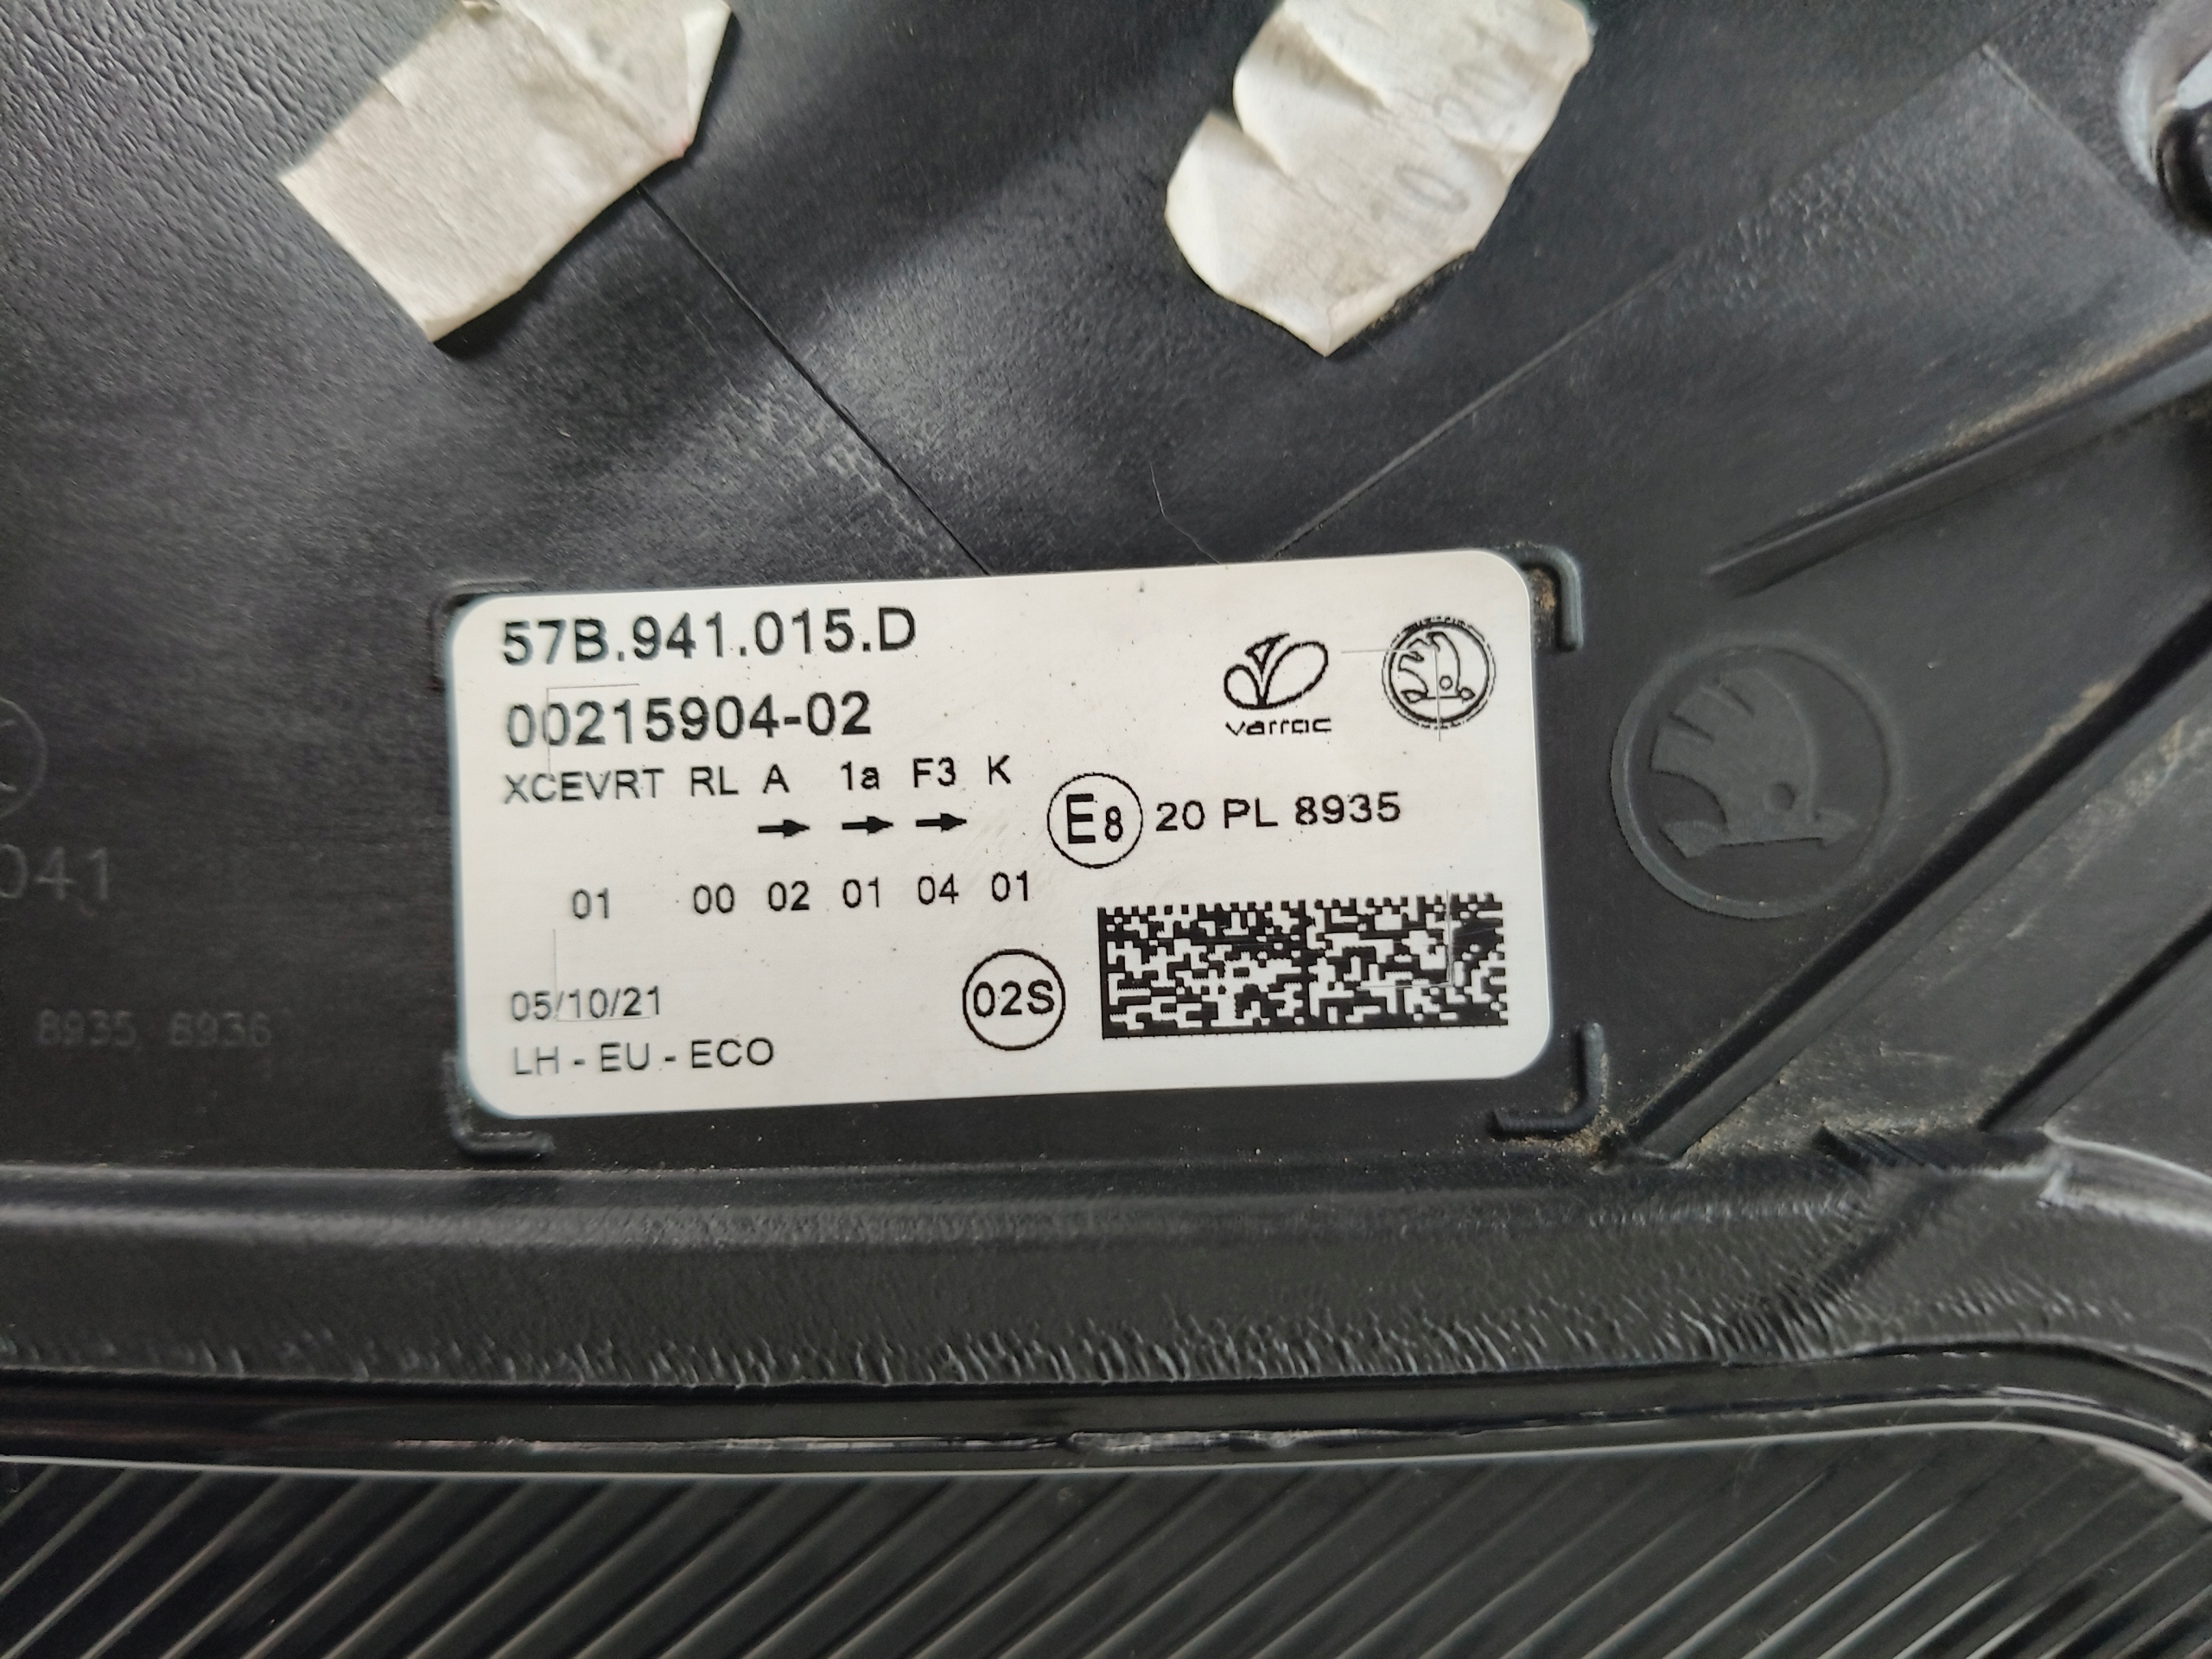 57B.941.015.D
00215904-02
varroc
XCEVRT RL A 1a F3 K
E8 20 PL 8935
01 00 02 01 04 01
05/10/21
02S
LH - EU - ECO
041
8935 8936